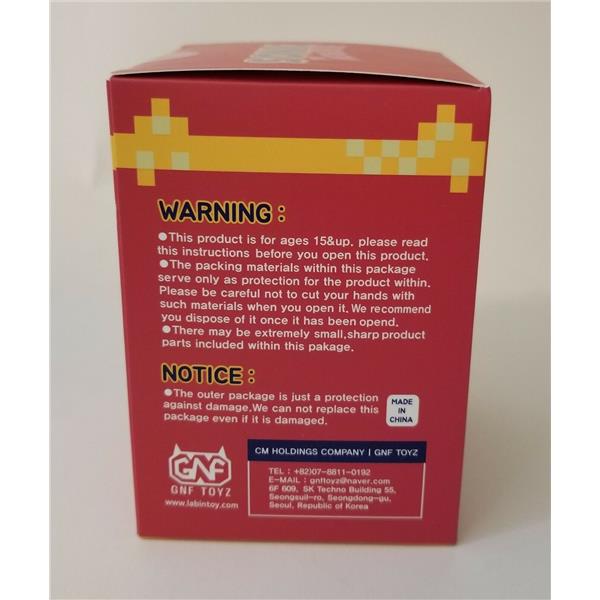 WARNING :
●This product is for ages 15&up. please read
this instructions before you open this product.
●The packing materials within this package
serve only as protection for the product within.
Please be careful not to cut your hands with
such materials when you open it. We recommend
you dispose of it once it has been opend.
●There may be extremely small,sharp product
parts included within this pakage.
NOTICE :
●The outer package is just a protection
against damage.We can not replace this
package even if it is damaged.
MADE
IN
CHINA
GNF
GNF TOYZ
www.labintoy.com
CM HOLDINGS COMPANY | GNF TOYZ
TEL : +82)07-8811-0192
E-MAIL : gnftoyz@naver.com
6F 609, SK Techno Building 55,
Seongsuil-ro, Seongdong-gu,
Seoul, Republic of Korea